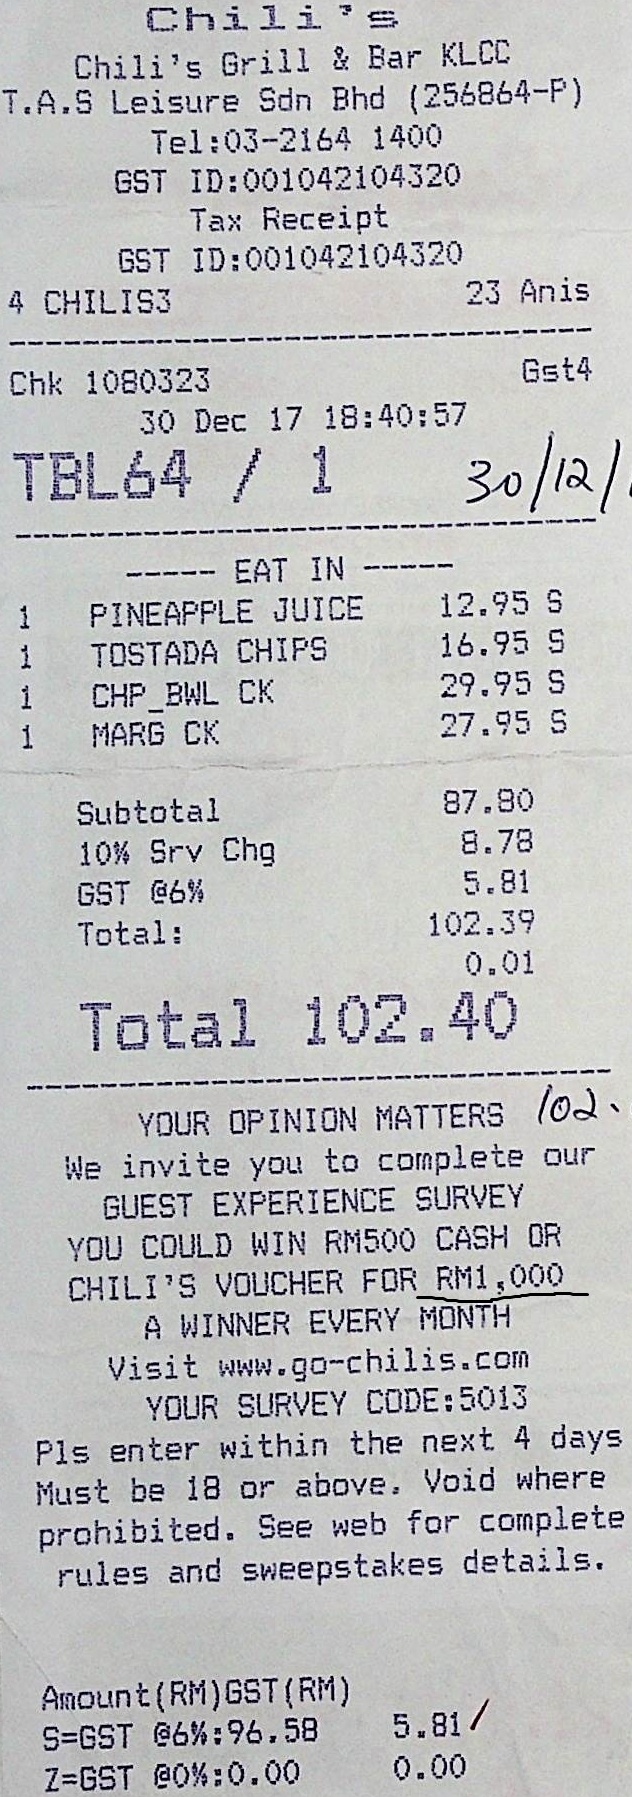 Chili's
Chili's Grill & Bar KLCC
T.A.S Leisure Sdn Bhd (256864-P)
Tel:03-2164 1400
GST ID:001042104320
Tax Receipt
GST ID:001042104320
4 CHILIS3 23 Anis
Chk 1080323 Gst4
30 Dec 17 18:40:57
TBL64 / 1 30/12/
----- EAT IN -----
1 PINEAPPLE JUICE 12.95 S
1 TOSTADA CHIPS 16.95 S
1 CHP_BWL CK 29.95 S
1 MARG CK 27.95 S
Subtotal 87.80
10% Srv Chg 8.78
GST @6% 5.81
Total: 102.39
0.01
Total 102.40
YOUR OPINION MATTERS 102.
We invite you to complete our
GUEST EXPERIENCE SURVEY
YOU COULD WIN RM500 CASH OR
CHILI'S VOUCHER FOR RM1,000
A WINNER EVERY MONTH
Visit www.go-chilis.com
YOUR SURVEY CODE:5013
Pls enter within the next 4 days
Must be 18 or above. Void where
prohibited. See web for complete
rules and sweepstakes details.
Amount(RM)GST(RM)
S=GST @6%:96.58 5.81
Z=GST @0%:0.00 0.00